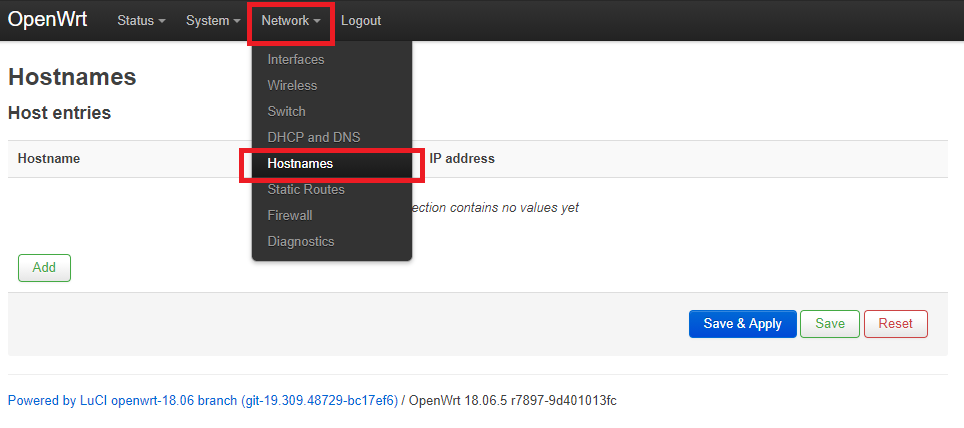 OpenWrt Status System Network Logout
Interfaces
Wireless
Switch
DHCP and DNS
Hostnames
Static Routes
Firewall
Diagnostics
Hostnames
Host entries
Hostname IP address
ection contains no values yet
Add
Save & Apply Save Reset
Powered by LuCI openwrt-18.06 branch (git-19.309.48729-bc17ef6) / OpenWrt 18.06.5 r7897-9d401013fc